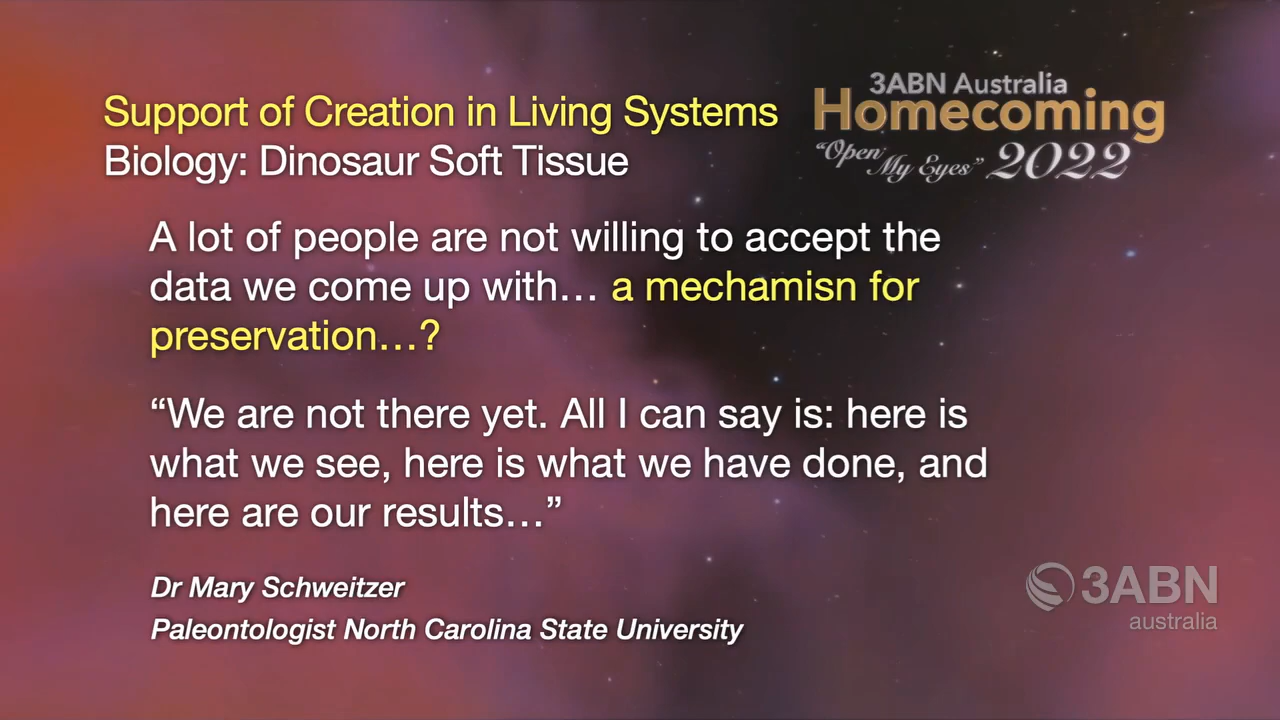 Support of Creation in Living Systems
Biology: Dinosaur Soft Tissue
3ABN Australia
Homecoming
“Open My Eyes” 2022
A lot of people are not willing to accept the
data we come up with… a mechamisn for
preservation…?
“We are not there yet. All I can say is: here is
what we see, here is what we have done, and
here are our results…”
Dr Mary Schweitzer
Paleontologist North Carolina State University
3ABN
australia